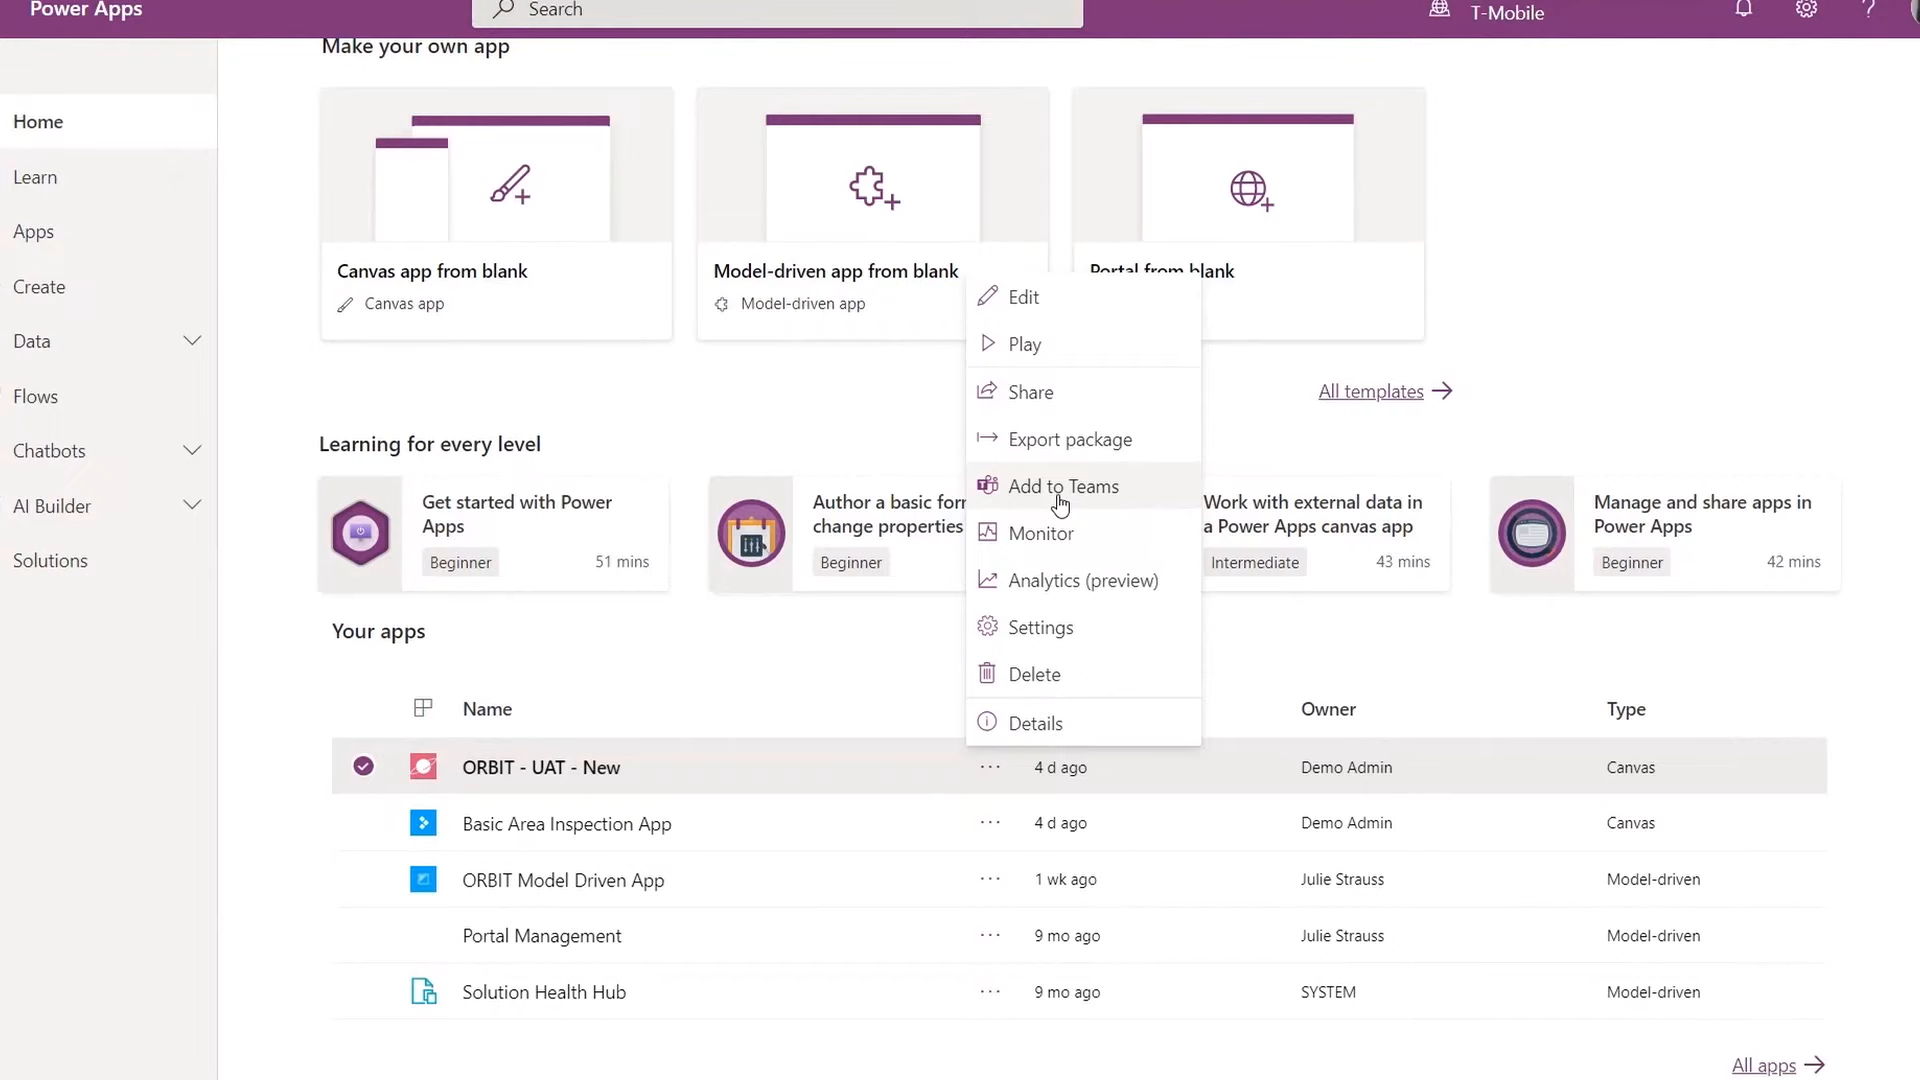 Power Apps
Search
T-Mobile
Make your own app
Home
Learn
Apps
Create
Data
Flows
Chatbots
AI Builder
Solutions
Canvas app from blank
Canvas app
Model-driven app from blank
Model-driven app
Portal from blank
Edit
Play
Share
Export package
Add to Teams
Monitor
Analytics (preview)
Settings
Delete
Details
All templates
Learning for every level
Get started with Power
Apps
Beginner 51 mins
Author a basic for
change properties
Beginner
Work with external data in
a Power Apps canvas app
Intermediate 43 mins
Manage and share apps in
Power Apps
Beginner 42 mins
Your apps
Name Owner Type
ORBIT - UAT - New ... 4 d ago Demo Admin Canvas
Basic Area Inspection App ... 4 d ago Demo Admin Canvas
ORBIT Model Driven App ... 1 wk ago Julie Strauss Model-driven
Portal Management ... 9 mo ago Julie Strauss Model-driven
Solution Health Hub ... 9 mo ago SYSTEM Model-driven
All apps